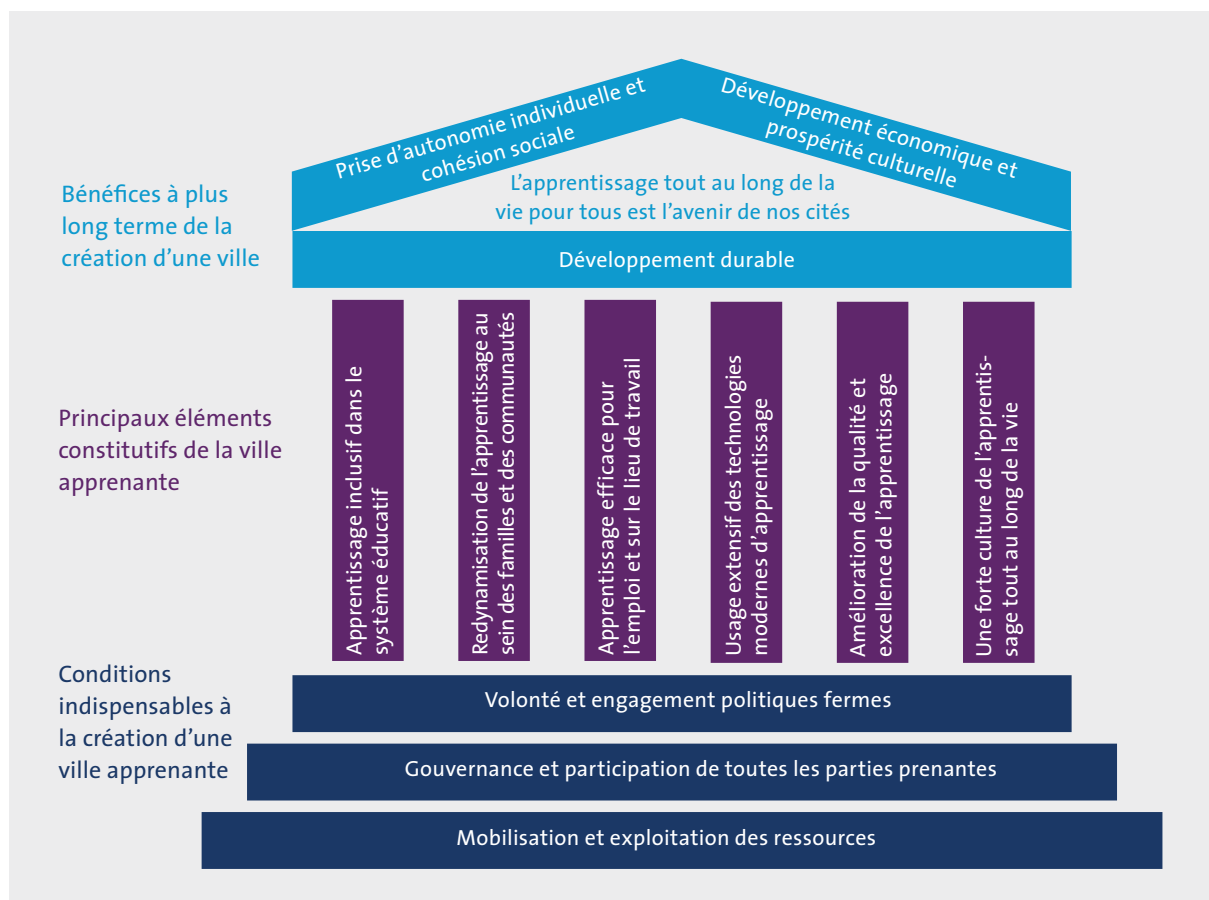 Prise d’autonomie individuelle et
cohésion sociale
Développement économique et
prospérité culturelle
L’apprentissage tout au long de la
vie pour tous est l’avenir de nos cités
Bénéfices à plus
long terme de la
création d’une ville
Développement durable
Principaux éléments
constitutifs de la ville
apprenante
Apprentissage inclusif dans le
système éducatif
Redynamisation de l’apprentissage au
sein des familles et des communautés
Apprentissage efficace pour
l’emploi et sur le lieu de travail
Usage extensif des technologies
modernes d’apprentissage
Amélioration de la qualité et
excellence de l’apprentissage
Une forte culture de l’apprentis-
sage tout au long de la vie
Conditions
indispensables à
la création d’une
ville apprenante
Volonté et engagement politiques fermes
Gouvernance et participation de toutes les parties prenantes
Mobilisation et exploitation des ressources